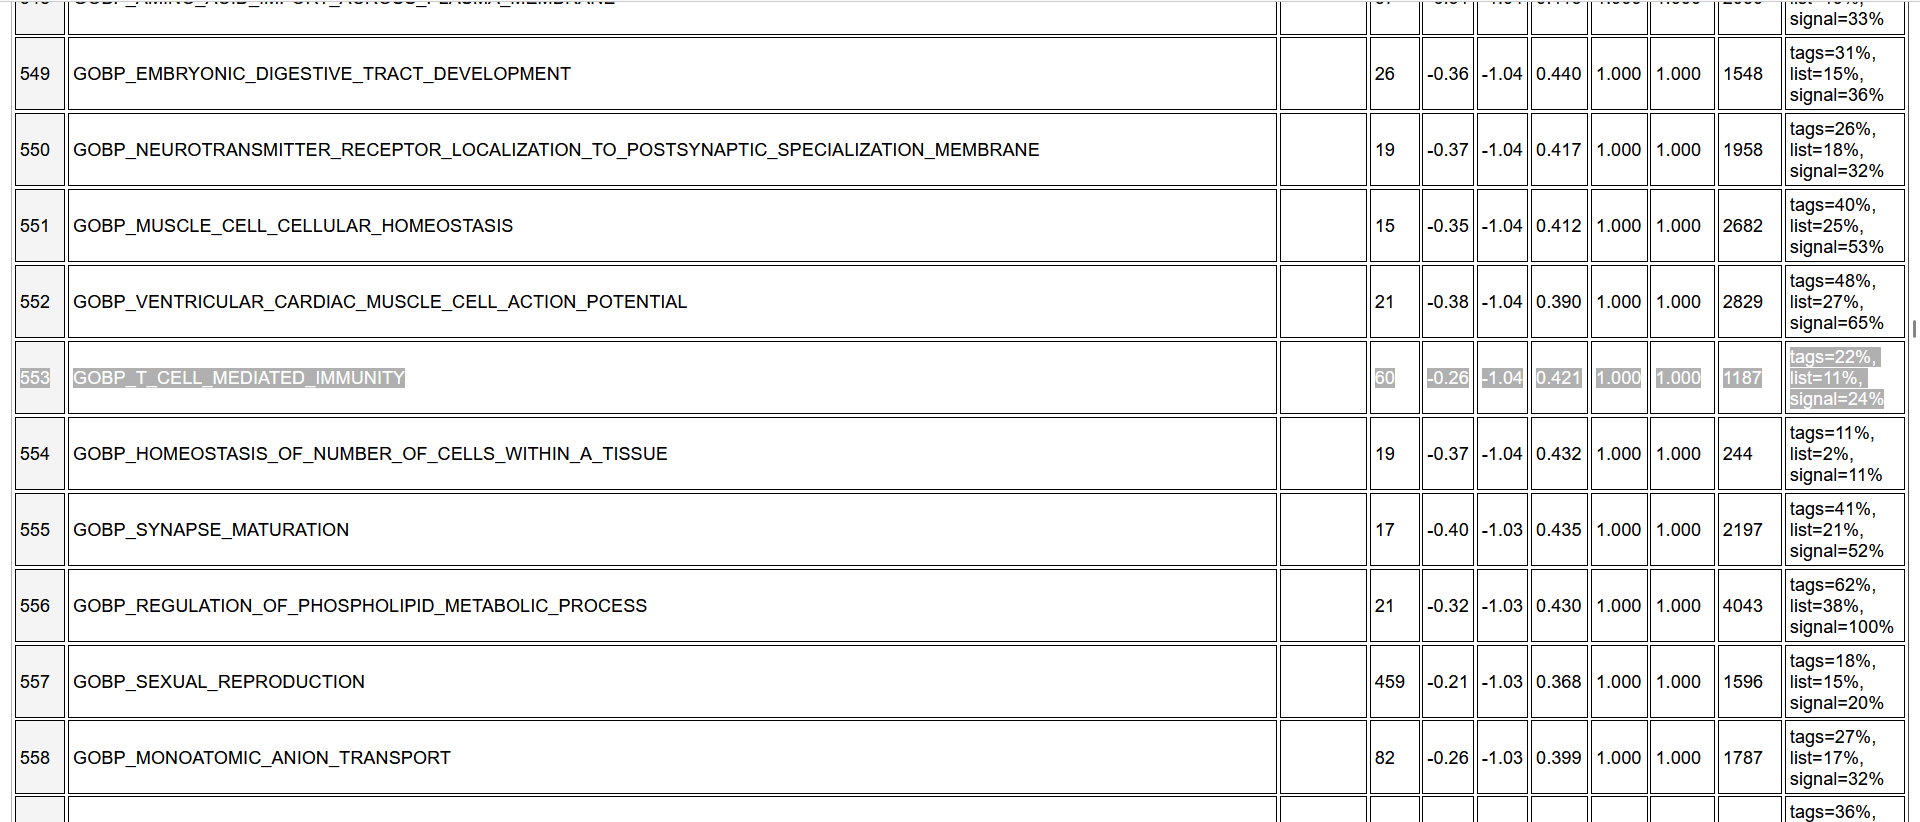 signal=33%
549 GOBP_EMBRYONIC_DIGESTIVE_TRACT_DEVELOPMENT 26 -0.36 -1.04 0.440 1.000 1.000 1548 tags=31%,
list=15%,
signal=36%
550 GOBP_NEUROTRANSMITTER_RECEPTOR_LOCALIZATION_TO_POSTSYNAPTIC_SPECIALIZATION_MEMBRANE 19 -0.37 -1.04 0.417 1.000 1.000 1958 tags=26%,
list=18%,
signal=32%
551 GOBP_MUSCLE_CELL_CELLULAR_HOMEOSTASIS 15 -0.35 -1.04 0.412 1.000 1.000 2682 tags=40%,
list=25%,
signal=53%
552 GOBP_VENTRICULAR_CARDIAC_MUSCLE_CELL_ACTION_POTENTIAL 21 -0.38 -1.04 0.390 1.000 1.000 2829 tags=48%,
list=27%,
signal=65%
553 GOBP_T_CELL_MEDIATED_IMMUNITY 60 -0.26 -1.04 0.421 1.000 1.000 1187 tags=22%,
list=11%,
signal=24%
554 GOBP_HOMEOSTASIS_OF_NUMBER_OF_CELLS_WITHIN_A_TISSUE 19 -0.37 -1.04 0.432 1.000 1.000 244 tags=11%,
list=2%,
signal=11%
555 GOBP_SYNAPSE_MATURATION 17 -0.40 -1.03 0.435 1.000 1.000 2197 tags=41%,
list=21%,
signal=52%
556 GOBP_REGULATION_OF_PHOSPHOLIPID_METABOLIC_PROCESS 21 -0.32 -1.03 0.430 1.000 1.000 4043 tags=62%,
list=38%,
signal=100%
557 GOBP_SEXUAL_REPRODUCTION 459 -0.21 -1.03 0.368 1.000 1.000 1596 tags=18%,
list=15%,
signal=20%
558 GOBP_MONOATOMIC_ANION_TRANSPORT 82 -0.26 -1.03 0.399 1.000 1.000 1787 tags=27%,
list=17%,
signal=32%
tags=36%,